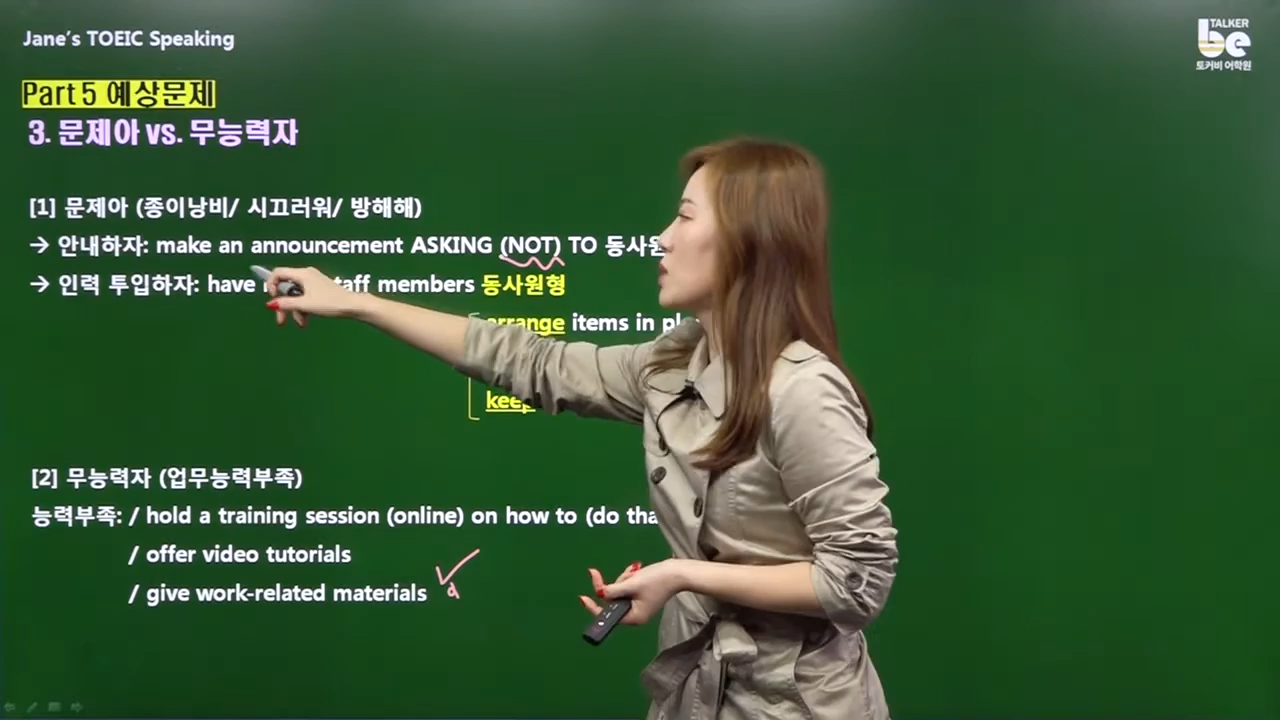 Jane's TOEIC Speaking
TALKER
be
토커비 어학원
Part 5 예상문제
3. 문제아 vs. 무능력자
[1] 문제아 (종이낭비/ 시끄러워/ 방해해)
→ 안내하자: make an announcement ASKING (NOT) TO 동사원
→ 인력 투입하자: have staff members 동사원형
arrange items in
keep
[2] 무능력자 (업무능력부족)
능력부족: / hold a training session (online) on how to (do
/ offer video tutorials
/ give work-related materials